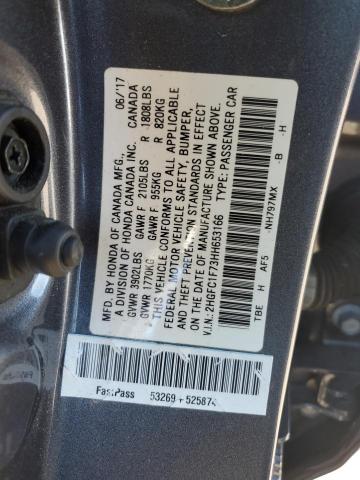 MFD. BY HONDA OF CANADA MFG., 06/17
A DIVISION OF HONDA CANADA INC. CANADA
GVWR 3902LBS GAWR F 2105LBS R 1808LBS
GVWR 1770KG GAWR F 955KG R 820KG
THIS VEHICLE CONFORMS TO ALL APPLICABLE
FEDERAL MOTOR VEHICLE SAFETY, BUMPER,
AND THEFT PREVENTION STANDARDS IN EFFECT
ON THE DATE OF MANUFACTURE SHOWN ABOVE.
V.I.N.: 2HGFC1F73HH653166 TYPE: PASSENGER CAR
TBE H AF5 -NH797MX -B -H
FastPass 53269 - 525874